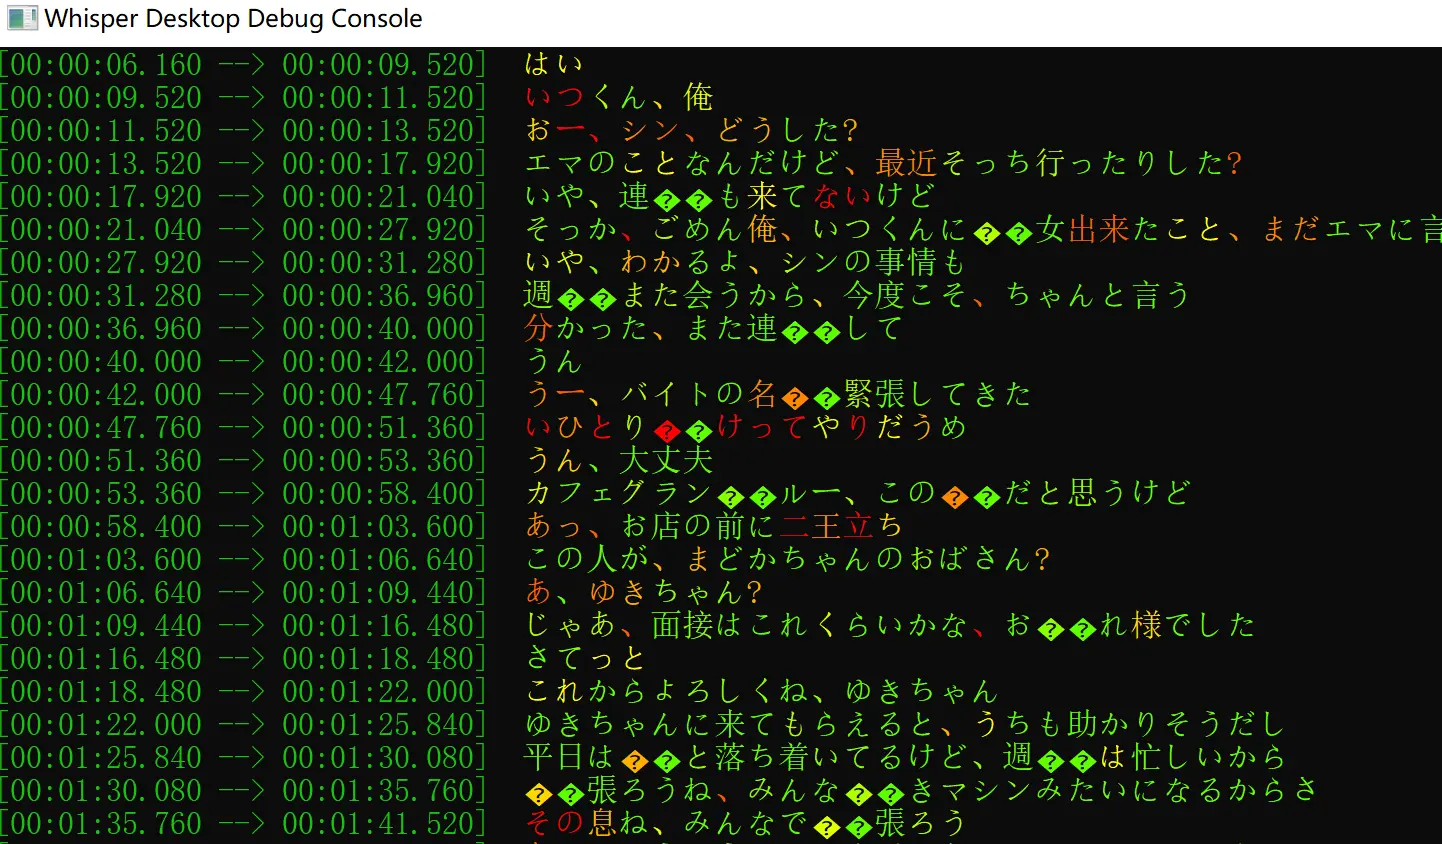 Whisper Desktop Debug Console
[00:00:06.160 --> 00:00:09.520] はい
[00:00:09.520 --> 00:00:11.520] いつくん、俺
[00:00:11.520 --> 00:00:13.520] おー、シン、どうした?
[00:00:13.520 --> 00:00:17.920] エマのことなんだけど、最近そっち行ったりした?
[00:00:17.920 --> 00:00:21.040] いや、連��も来てないけど
[00:00:21.040 --> 00:00:27.920] そっか、ごめん俺、いつくんに��女出来たこと、まだエマに言
[00:00:27.920 --> 00:00:31.280] いや、わかるよ、シンの事情も
[00:00:31.280 --> 00:00:36.960] 週��また会うから、今度こそ、ちゃんと言う
[00:00:36.960 --> 00:00:40.000] 分かった、また連��して
[00:00:40.000 --> 00:00:42.000] うん
[00:00:42.000 --> 00:00:47.760] うー、バイトの名��緊張してきた
[00:00:47.760 --> 00:00:51.360] いひとり��けってやりだうめ
[00:00:51.360 --> 00:00:53.360] うん、大丈夫
[00:00:53.360 --> 00:00:58.400] カフェグラン��ルー、この��だと思うけど
[00:00:58.400 --> 00:01:03.600] あっ、お店の前に二王立ち
[00:01:03.600 --> 00:01:06.640] この人が、まどかちゃんのおばさん?
[00:01:06.640 --> 00:01:09.440] あ、ゆきちゃん?
[00:01:09.440 --> 00:01:16.480] じゃあ、面接はこれくらいかな、お��れ様でした
[00:01:16.480 --> 00:01:18.480] さてっと
[00:01:18.480 --> 00:01:22.000] これからよろしくね、ゆきちゃん
[00:01:22.000 --> 00:01:25.840] ゆきちゃんに来てもらえると、うちも助かりそうだし
[00:01:25.840 --> 00:01:30.080] 平日は��と落ち着いてるけど、週��は忙しいから
[00:01:30.080 --> 00:01:35.760] ��張ろうね、みんな��きマシンみたいになるからさ
[00:01:35.760 --> 00:01:41.520] その息ね、みんなで��張ろう